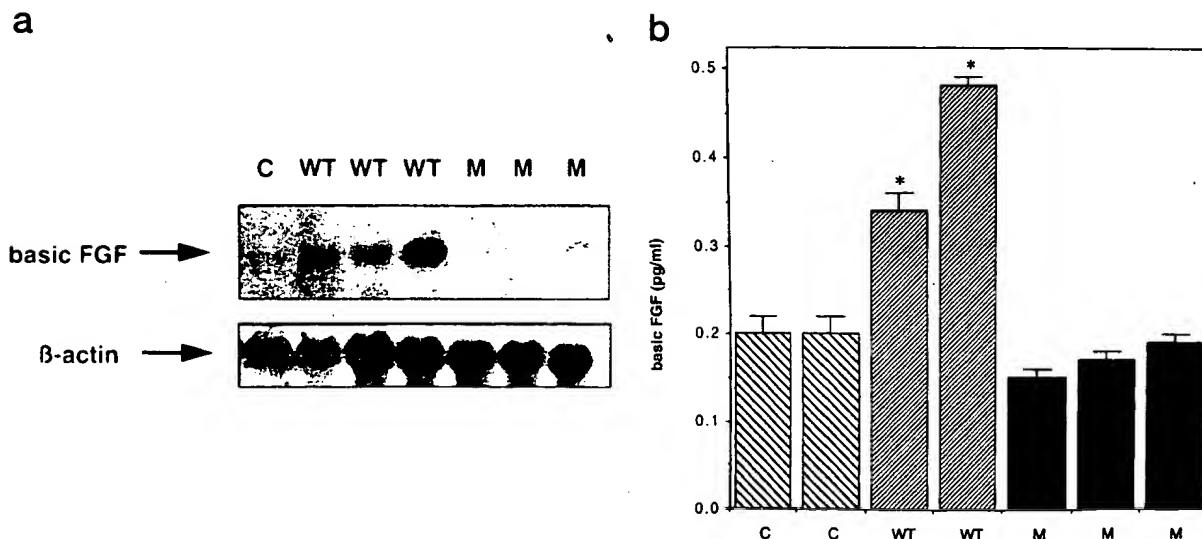 a
C WT WT WT M M M
basic FGF
ß-actin
b
basic FGF (pg/ml)
0.5
0.4
0.3
0.2
0.1
0.0
*
*
C C WT WT M M M